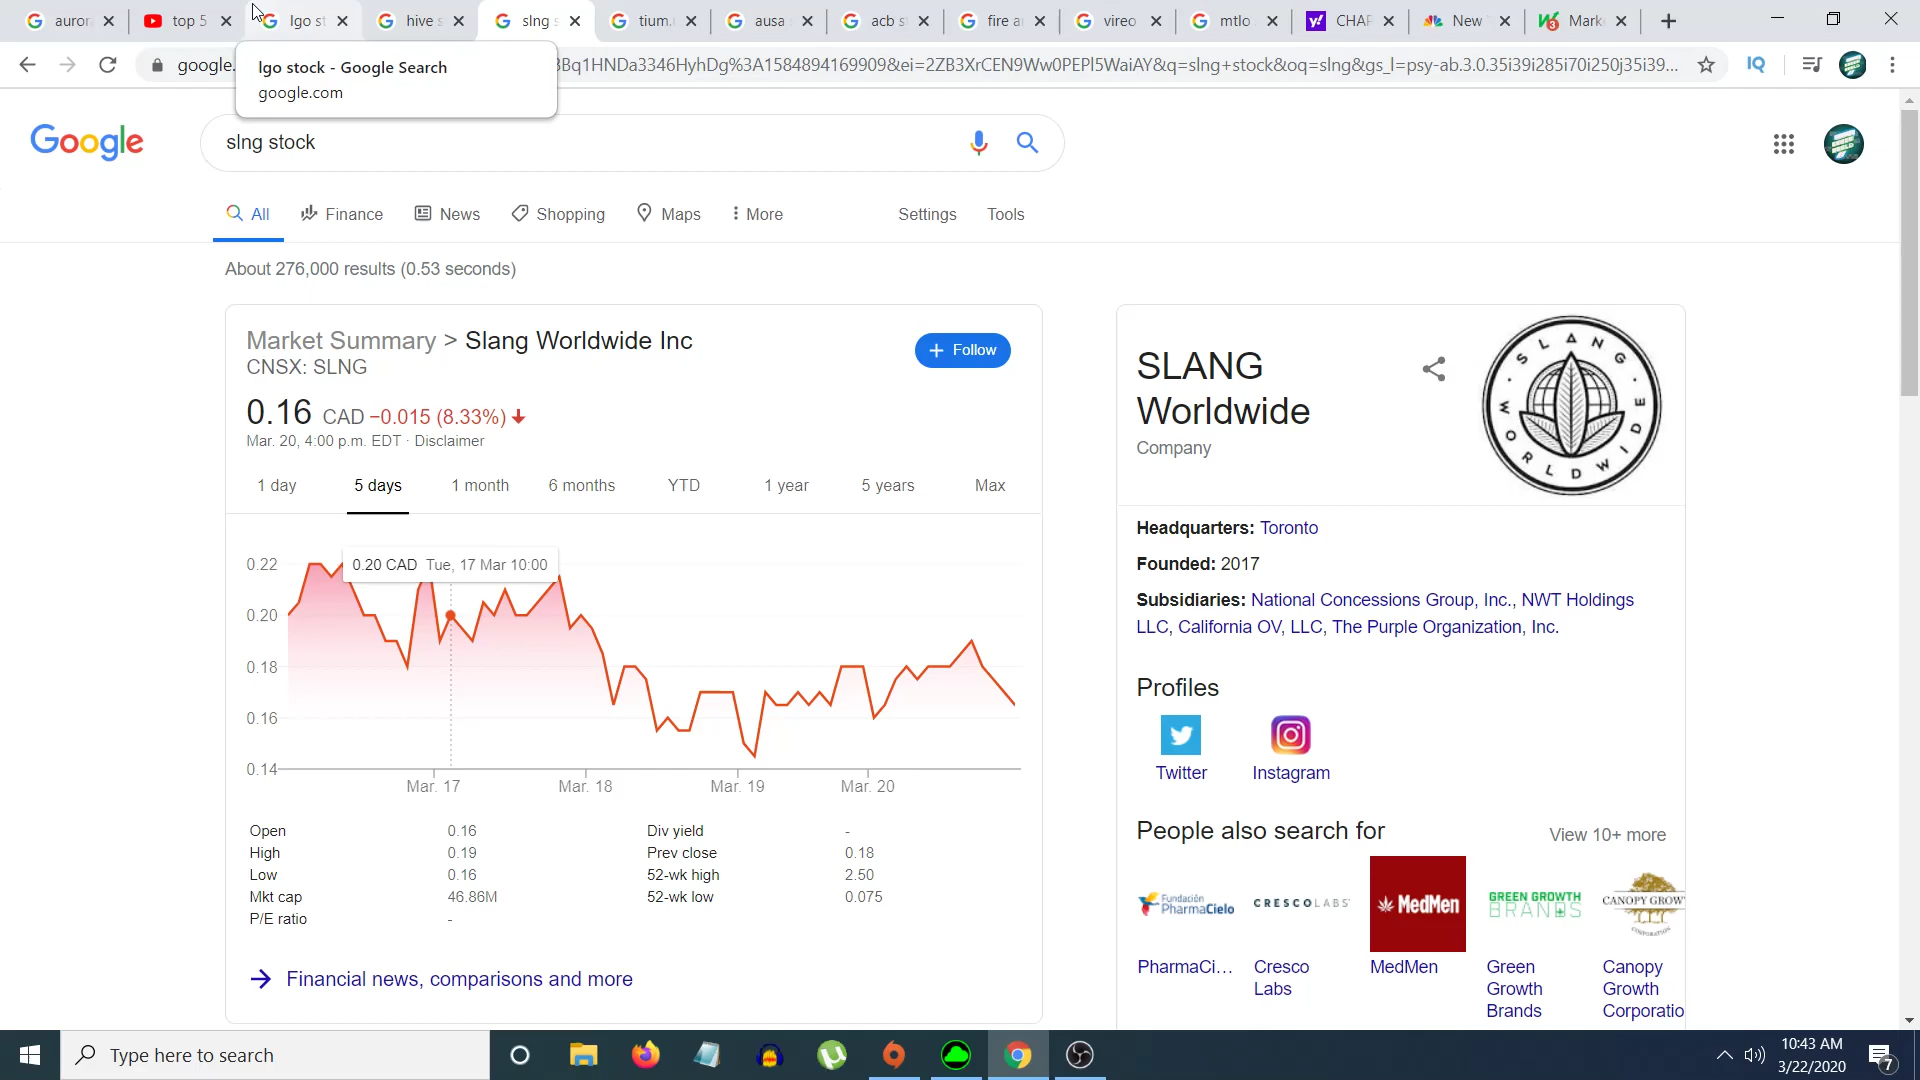 auror
top 5
lgo st
hive s
slng s
tium.
ausa
acb s
fire a
vireo
mtlo
CHAR
New
Mark
lgo stock - Google Search
google.com
google.
3Bq1HNDa3346HyhDg%3A1584894169909&ei=2ZB3XrCEN9Ww0PEPl5WaiAY&q=slng+stock&oq=slng&gs_l=psy-ab.3.0.35i39i285i70i250j35i39...
IQ
Google
slng stock
All
Finance
News
Shopping
Maps
More
Settings
Tools
About 276,000 results (0.53 seconds)
Market Summary > Slang Worldwide Inc
CNSX: SLNG
+ Follow
0.16 CAD −0.015 (8.33%)
Mar. 20, 4:00 p.m. EDT · Disclaimer
1 day
5 days
1 month
6 months
YTD
1 year
5 years
Max
0.20 CAD Tue, 17 Mar 10:00
0.22
0.20
0.18
0.16
0.14
Mar. 17
Mar. 18
Mar. 19
Mar. 20
Open 0.16 Div yield -
High 0.19 Prev close 0.18
Low 0.16 52-wk high 2.50
Mkt cap 46.86M 52-wk low 0.075
P/E ratio -
Financial news, comparisons and more
SLANG
Worldwide
Company
SLANG WORLDWIDE
Headquarters: Toronto
Founded: 2017
Subsidiaries: National Concessions Group, Inc., NWT Holdings
LLC, California OV, LLC, The Purple Organization, Inc.
Profiles
Twitter
Instagram
People also search for
View 10+ more
Fundación
PharmaCielo
CRESCOLABS
MedMen
GREEN GROWTH
BRANDS
CANOPY GROW
CORPORATION
PharmaCi...
Cresco
Labs
MedMen
Green
Growth
Brands
Canopy
Growth
Corporatio
Type here to search
10:43 AM
3/22/2020
7